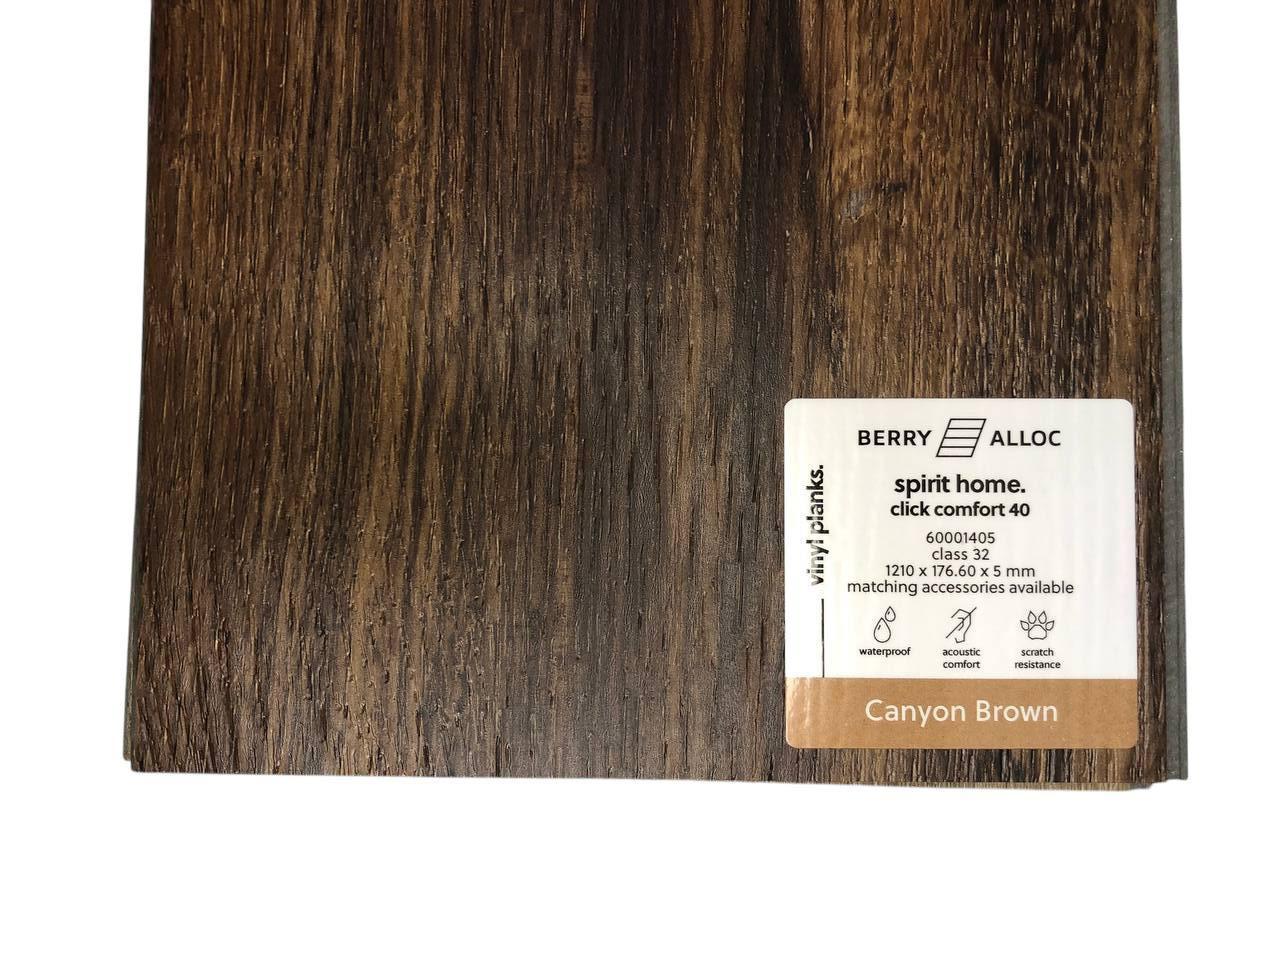 BERRY ALLOC
vinyl planks.
spirit home.
click comfort 40
60001405
class 32
1210 x 176.60 x 5 mm
matching accessories available
waterproof
acoustic
comfort
scratch
resistance
Canyon Brown